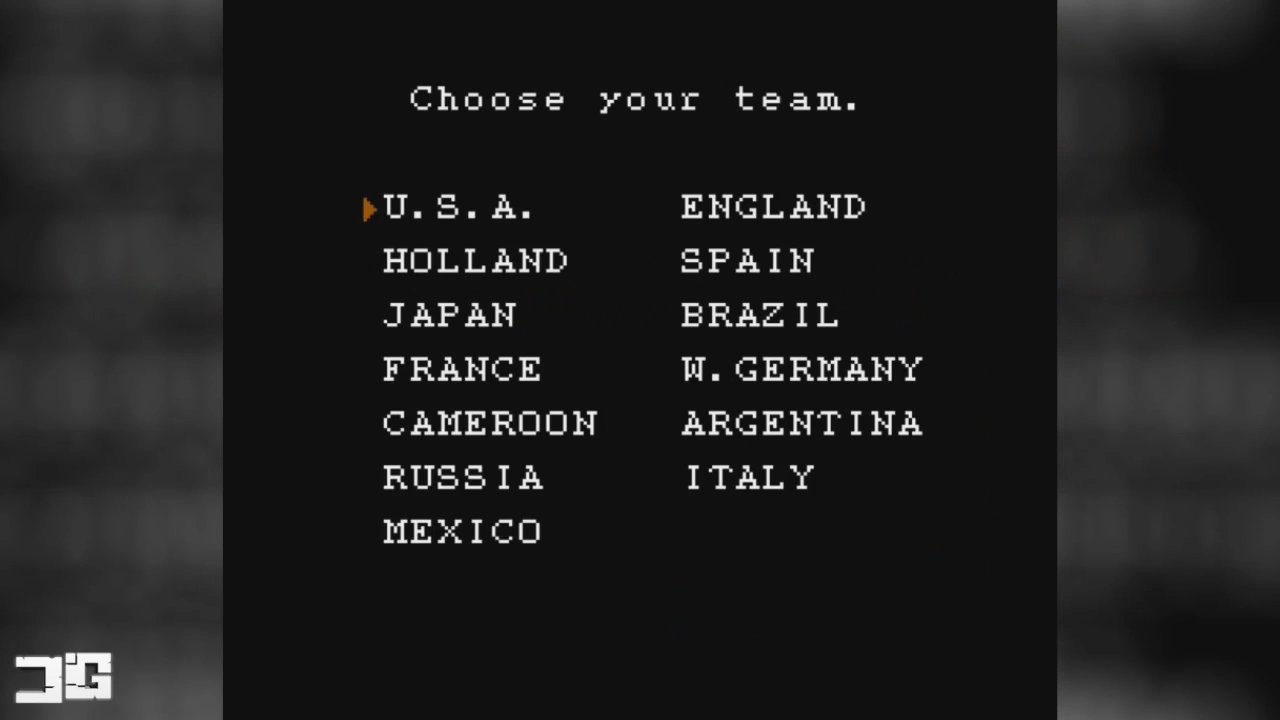 Choose your team.
U.S.A. ENGLAND
HOLLAND SPAIN
JAPAN BRAZIL
FRANCE W.GERMANY
CAMEROON ARGENTINA
RUSSIA ITALY
MEXICO